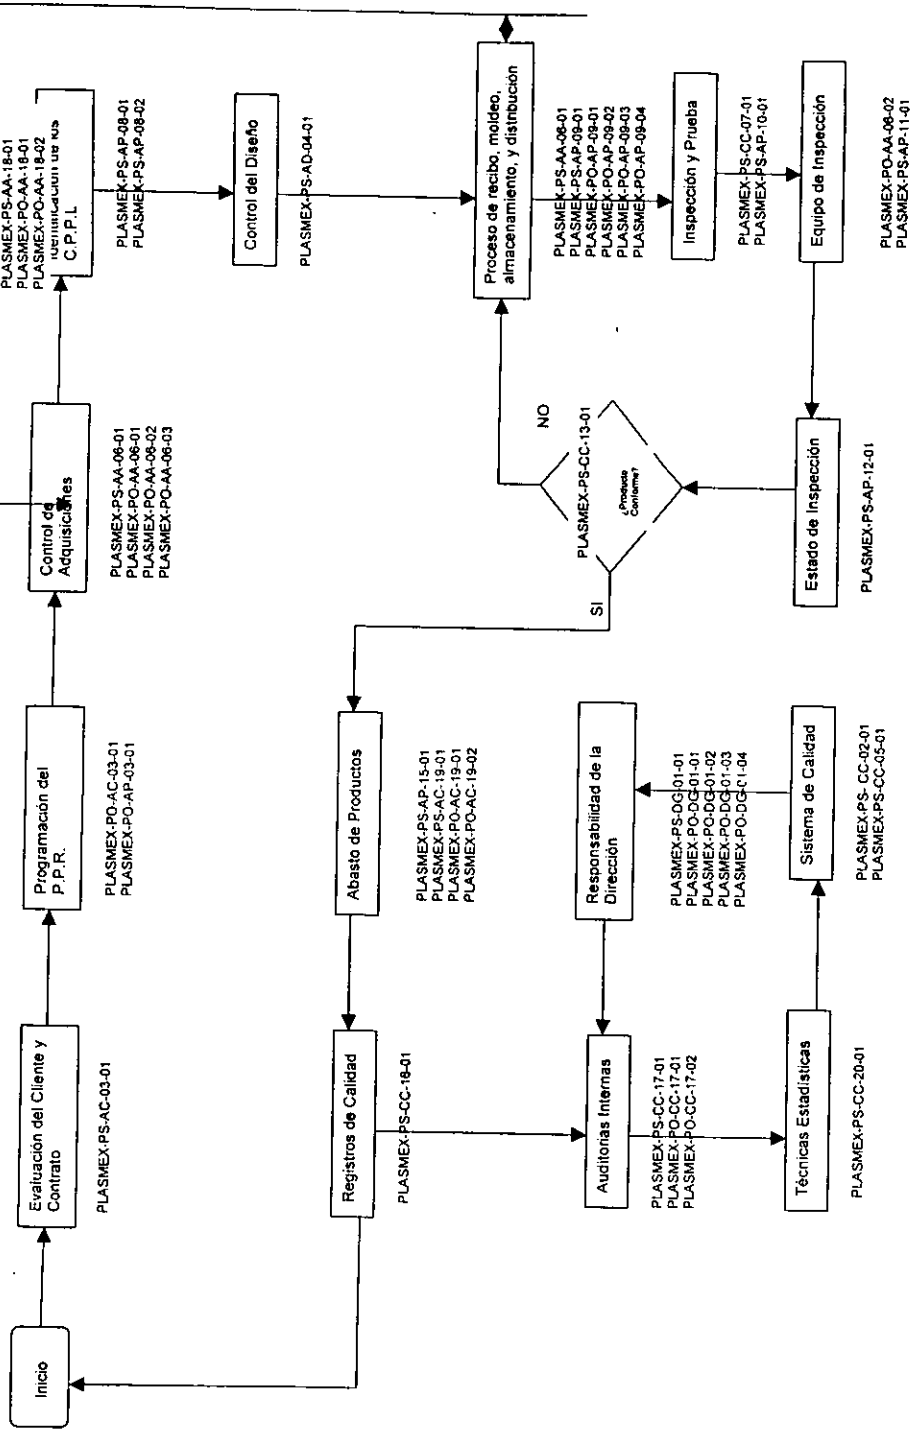 Inicio
Evaluación del Cliente y
Contrato
PLASMEX-PS-AC-03-01
Programación del
P.P.R.
PLASMEX-PO-AC-03-01
PLASMEX-PO-AP-03-01
Control de
Adquisiciones
PLASMEX-PS-AA-06-01
PLASMEX-PO-AA-06-01
PLASMEX-PO-AA-06-02
PLASMEX-PO-AA-06-03
PLASMEX-PS-AA-18-01
PLASMEX-PO-AA-18-01
PLASMEX-PO-AA-18-02
Identificación de los
C.P.P.L
PLASMEX-PS-AP-08-01
PLASMEX-PS-AP-08-02
Control del Diseño
PLASMEX-PS-AD-04-01
Proceso de recibo, moldeo,
almacenamiento, y distribución
PLASMEX-PS-AA-06-01
PLASMEX-PS-AP-09-01
PLASMEX-PO-AP-09-01
PLASMEX-PO-AP-09-02
PLASMEX-PO-AP-09-03
PLASMEX-PO-AP-09-04
Inspección y Prueba
PLASMEX-PS-CC-07-01
PLASMEX-PS-AP-10-01
Equipo de Inspección
PLASMEX-PO-AA-06-02
PLASMEX-PS-AP-11-01
Estado de Inspección
PLASMEX-PS-AP-12-01
PLASMEX-PS-CC-13-01
¿Producto
Conforme?
NO
SI
Abasto de Productos
PLASMEX-PS-AP-15-01
PLASMEX-PS-AC-19-01
PLASMEX-PO-AC-19-01
PLASMEX-PO-AC-19-02
Registros de Calidad
PLASMEX-PS-CC-16-01
Auditorias Internas
PLASMEX-PS-CC-17-01
PLASMEX-PO-CC-17-01
PLASMEX-PO-CC-17-02
Técnicas Estadísticas
PLASMEX-PS-CC-20-01
Sistema de Calidad
PLASMEX-PS- CC-02-01
PLASMEX-PS-CC-05-01
Responsabilidad de la
Dirección
PLASMEX-PS-DG-01-01
PLASMEX-PO-DG-01-01
PLASMEX-PO-DG-01-02
PLASMEX-PO-DG-01-03
PLASMEX-PO-DG-01-04